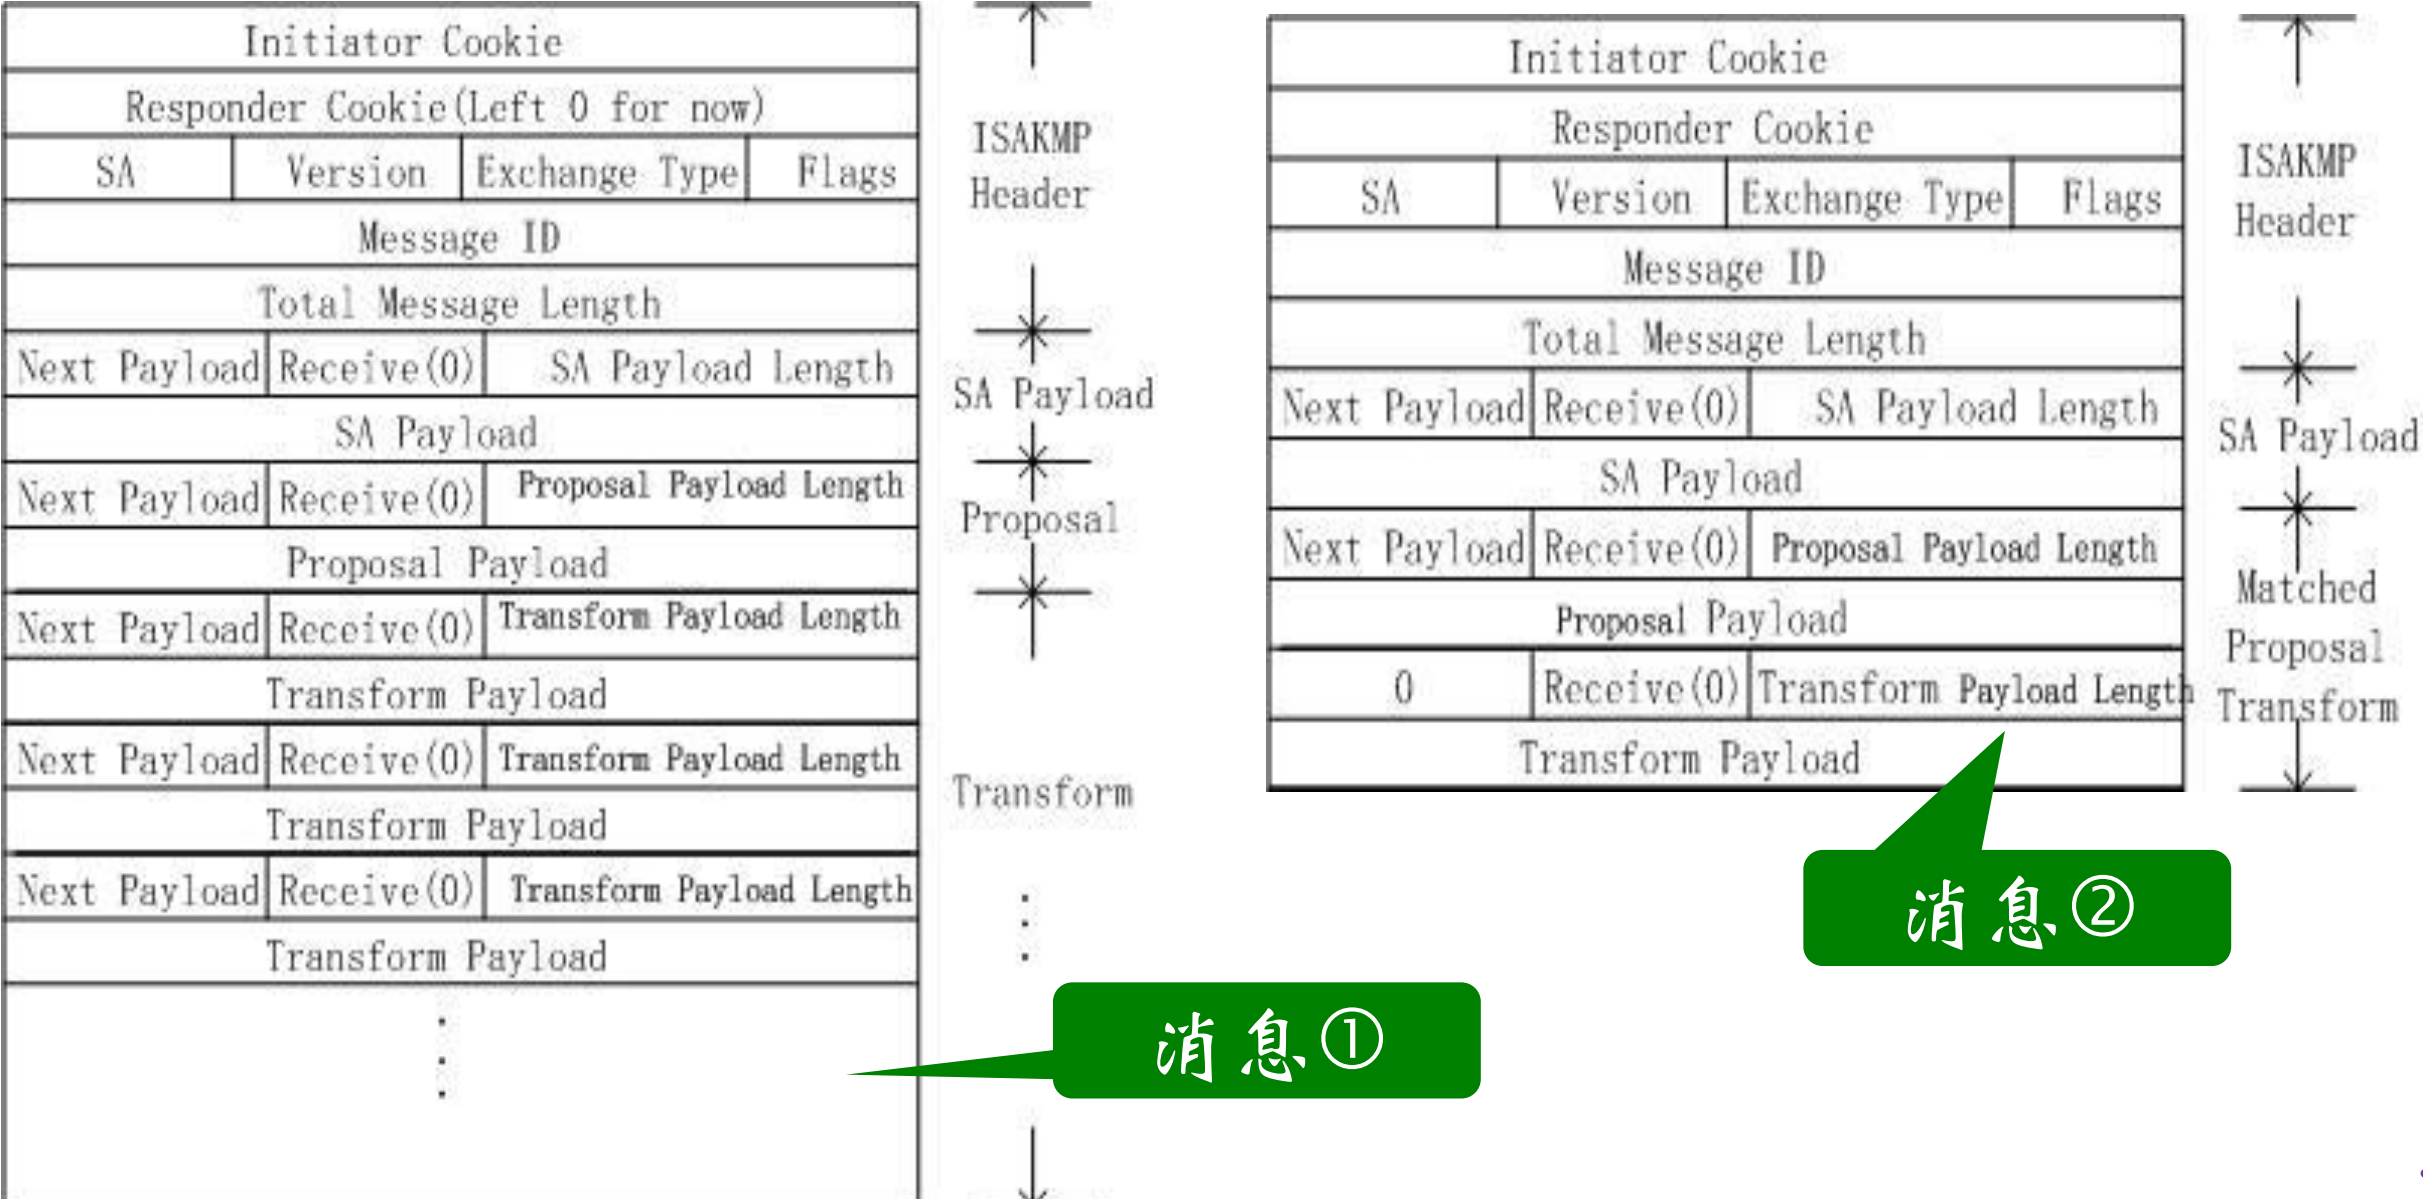 Initiator Cookie
Responder Cookie(Left 0 for now)
SA Version Exchange Type Flags
Message ID
Total Message Length
Next Payload Receive(0) SA Payload Length
SA Payload
Next Payload Receive(0) Proposal Payload Length
Proposal Payload
Next Payload Receive(0) Transform Payload Length
Transform Payload
Next Payload Receive(0) Transform Payload Length
Transform Payload
Next Payload Receive(0) Transform Payload Length
Transform Payload
ISAKMP
Header
SA Payload
Proposal
Transform
消息①
Initiator Cookie
Responder Cookie
SA Version Exchange Type Flags
Message ID
Total Message Length
Next Payload Receive(0) SA Payload Length
SA Payload
Next Payload Receive(0) Proposal Payload Length
Proposal Payload
0 Receive(0) Transform Payload Length
Transform Payload
ISAKMP
Header
SA Payload
Matched
Proposal
Transform
消息②